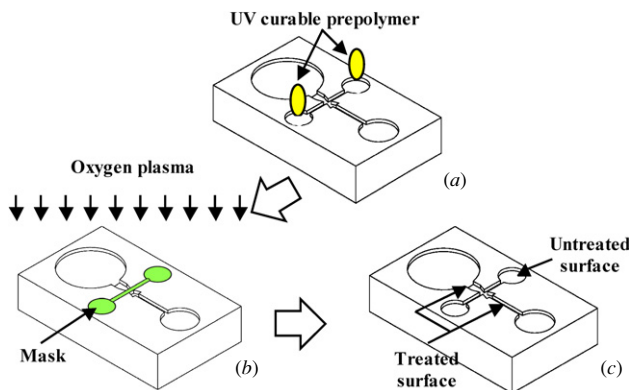 UV curable prepolymer
(a)
Oxygen plasma
Mask
(b)
Untreated
surface
Treated
surface
(c)